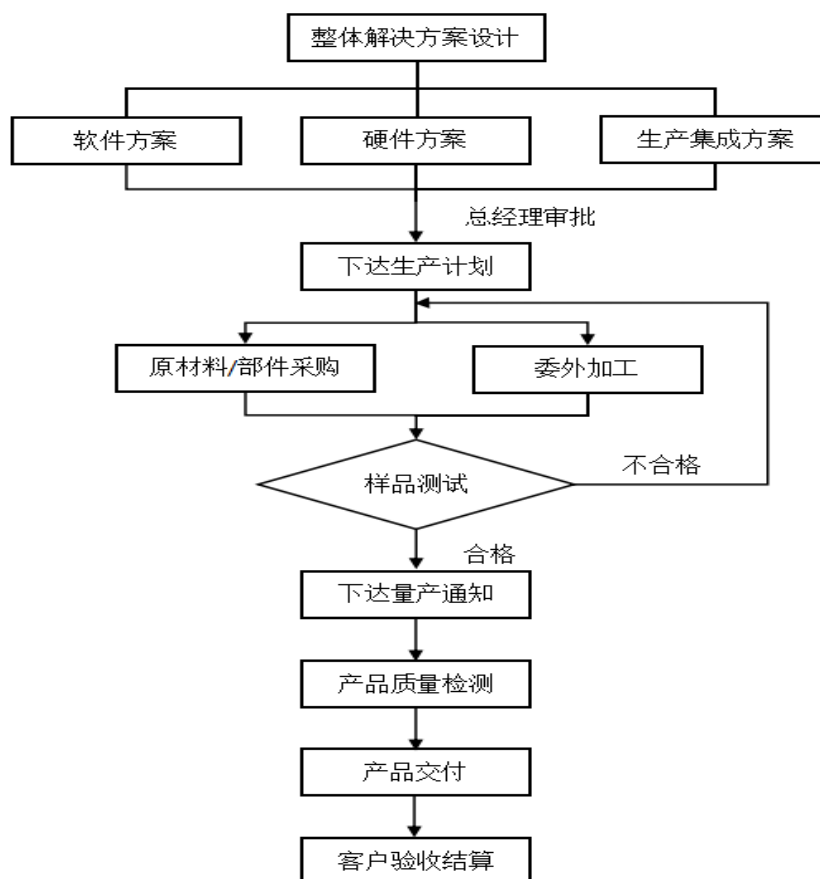 整体解决方案设计
软件方案
硬件方案
生产集成方案
总经理审批
下达生产计划
原材料/部件采购
委外加工
样品测试
不合格
合格
下达量产通知
产品质量检测
产品交付
客户验收结算